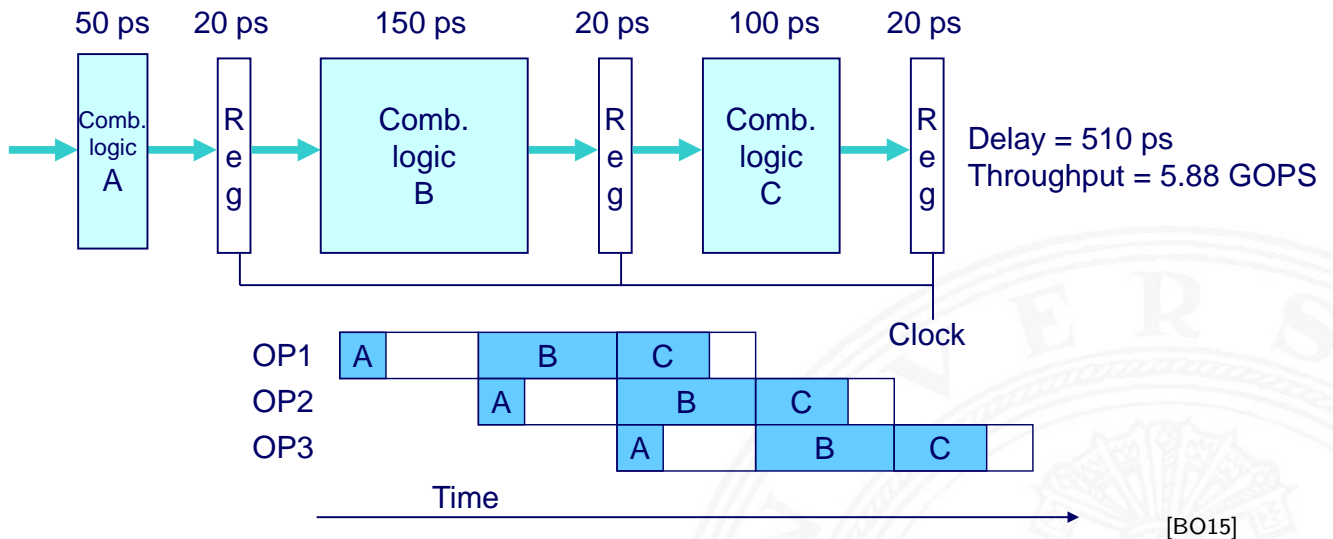 50 ps 20 ps 150 ps 20 ps 100 ps 20 ps
Comb.
logic
A
R
e
g
Comb.
logic
B
R
e
g
Comb.
logic
C
R
e
g
Delay = 510 ps
Throughput = 5.88 GOPS
Clock
OP1 A B C
OP2 A B C
OP3 A B C
Time
[BO15]
V E R S